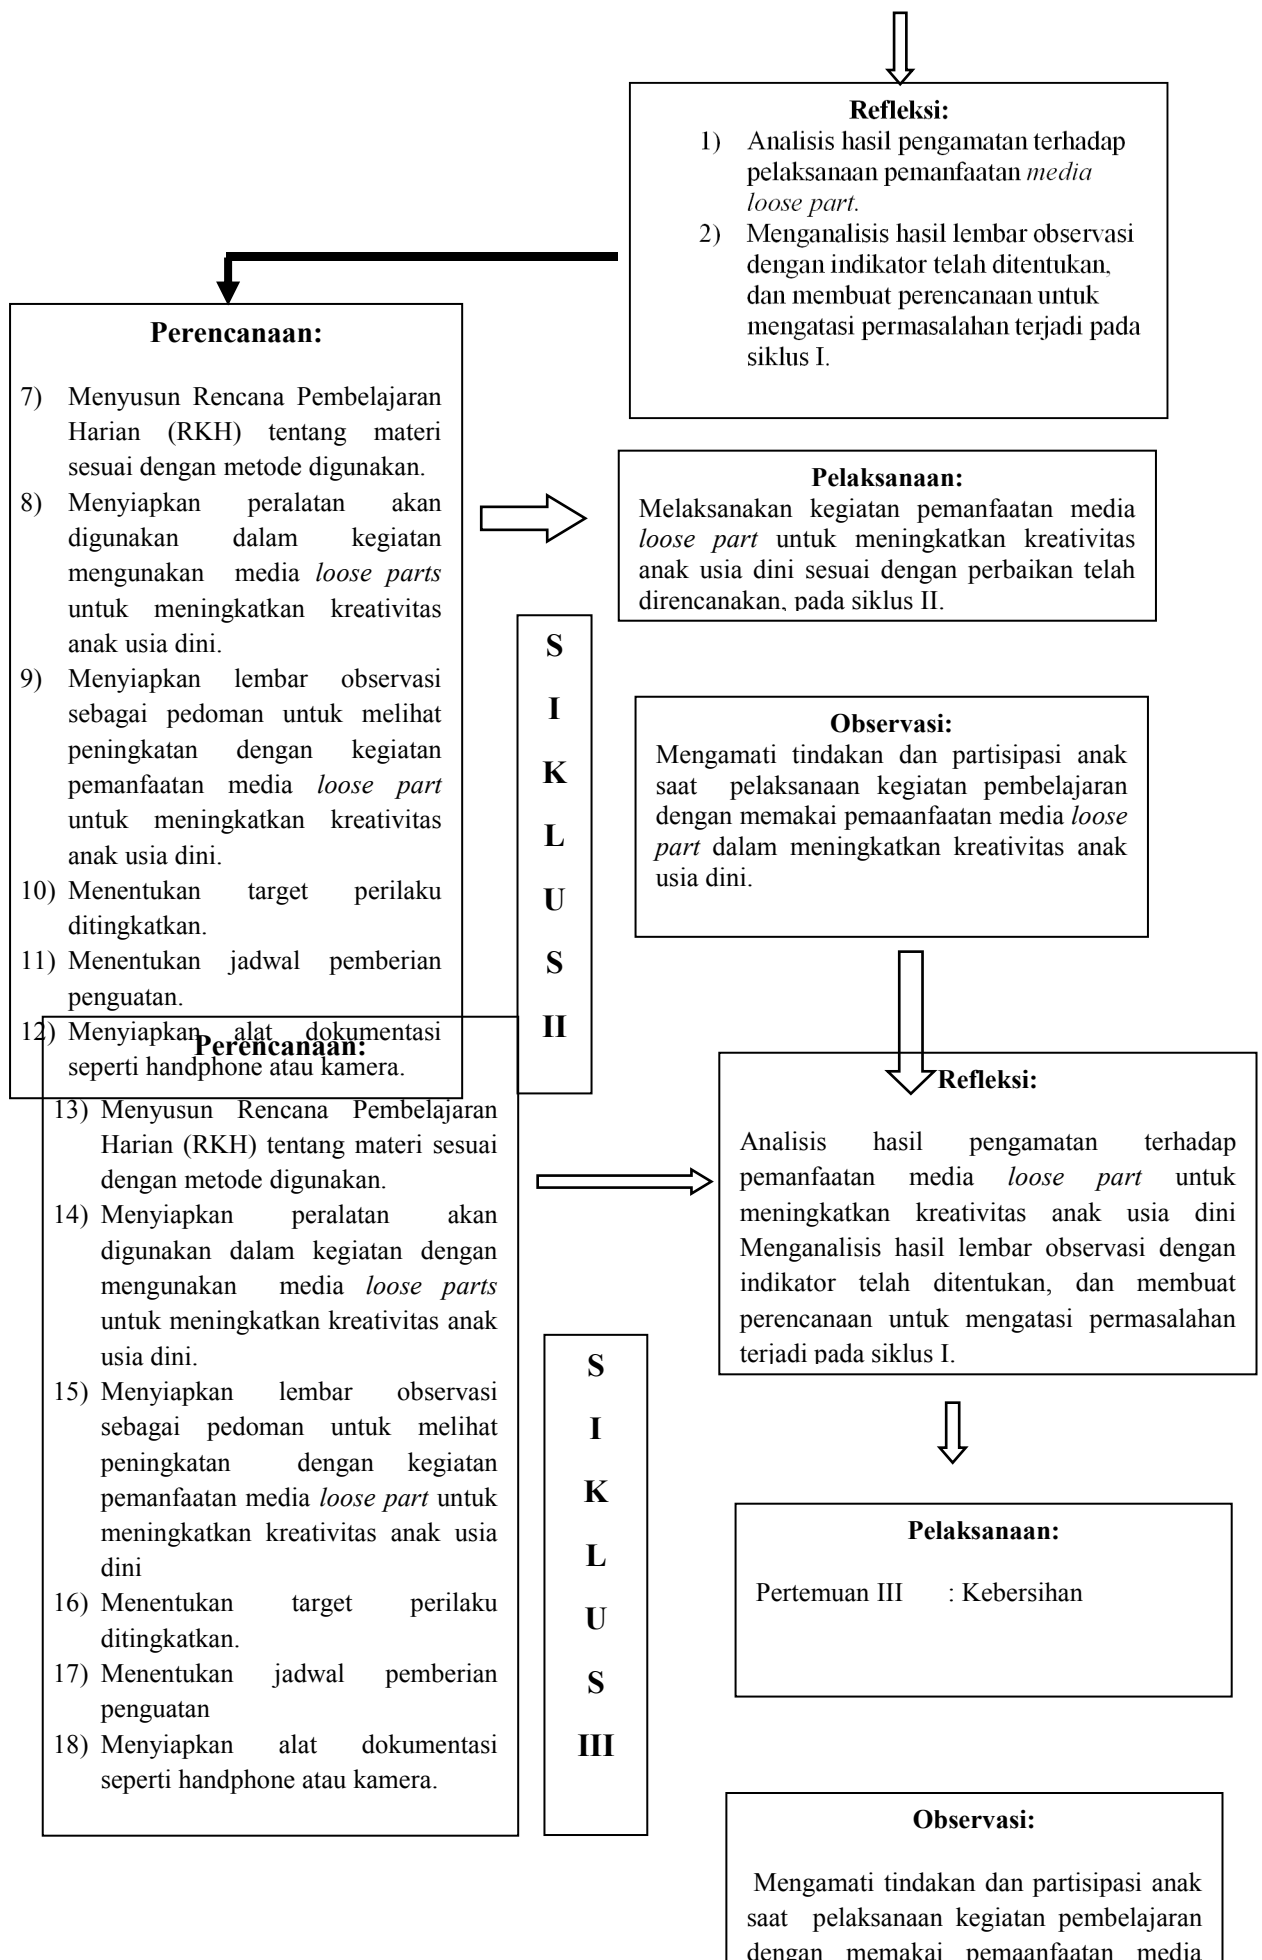 Refleksi:
1) Analisis hasil pengamatan terhadap
pelaksanaan pemanfaatan media
loose part.
2) Menganalisis hasil lembar observasi
dengan indikator telah ditentukan,
dan membuat perencanaan untuk
mengatasi permasalahan terjadi pada
siklus I.
Perencanaan:
7) Menyusun Rencana Pembelajaran
Harian (RKH) tentang materi
sesuai dengan metode digunakan.
8) Menyiapkan peralatan akan
digunakan dalam kegiatan
mengunakan media loose parts
untuk meningkatkan kreativitas
anak usia dini.
9) Menyiapkan lembar observasi
sebagai pedoman untuk melihat
peningkatan dengan kegiatan
pemanfaatan media loose part
untuk meningkatkan kreativitas
anak usia dini.
10) Menentukan target perilaku
ditingkatkan.
11) Menentukan jadwal pemberian
penguatan.
12) Menyiapkan alat dokumentasi
seperti handphone atau kamera.
Pelaksanaan:
Melaksanakan kegiatan pemanfaatan media
loose part untuk meningkatkan kreativitas
anak usia dini sesuai dengan perbaikan telah
direncanakan, pada siklus II.
S
I
K
L
U
S
II
Observasi:
Mengamati tindakan dan partisipasi anak
saat pelaksanaan kegiatan pembelajaran
dengan memakai pemaanfaatan media loose
part dalam meningkatkan kreativitas anak
usia dini.
Perencanaan:
13) Menyusun Rencana Pembelajaran
Harian (RKH) tentang materi sesuai
dengan metode digunakan.
14) Menyiapkan peralatan akan
digunakan dalam kegiatan dengan
mengunakan media loose parts
untuk meningkatkan kreativitas anak
usia dini.
15) Menyiapkan lembar observasi
sebagai pedoman untuk melihat
peningkatan dengan kegiatan
pemanfaatan media loose part untuk
meningkatkan kreativitas anak usia
dini
16) Menentukan target perilaku
ditingkatkan.
17) Menentukan jadwal pemberian
penguatan
18) Menyiapkan alat dokumentasi
seperti handphone atau kamera.
Refleksi:
Analisis hasil pengamatan terhadap
pemanfaatan media loose part untuk
meningkatkan kreativitas anak usia dini
Menganalisis hasil lembar observasi dengan
indikator telah ditentukan, dan membuat
perencanaan untuk mengatasi permasalahan
terjadi pada siklus I.
S
I
K
L
U
S
III
Pelaksanaan:
Pertemuan III : Kebersihan
Observasi:
Mengamati tindakan dan partisipasi anak
saat pelaksanaan kegiatan pembelajaran
dengan memakai pemaanfaatan media